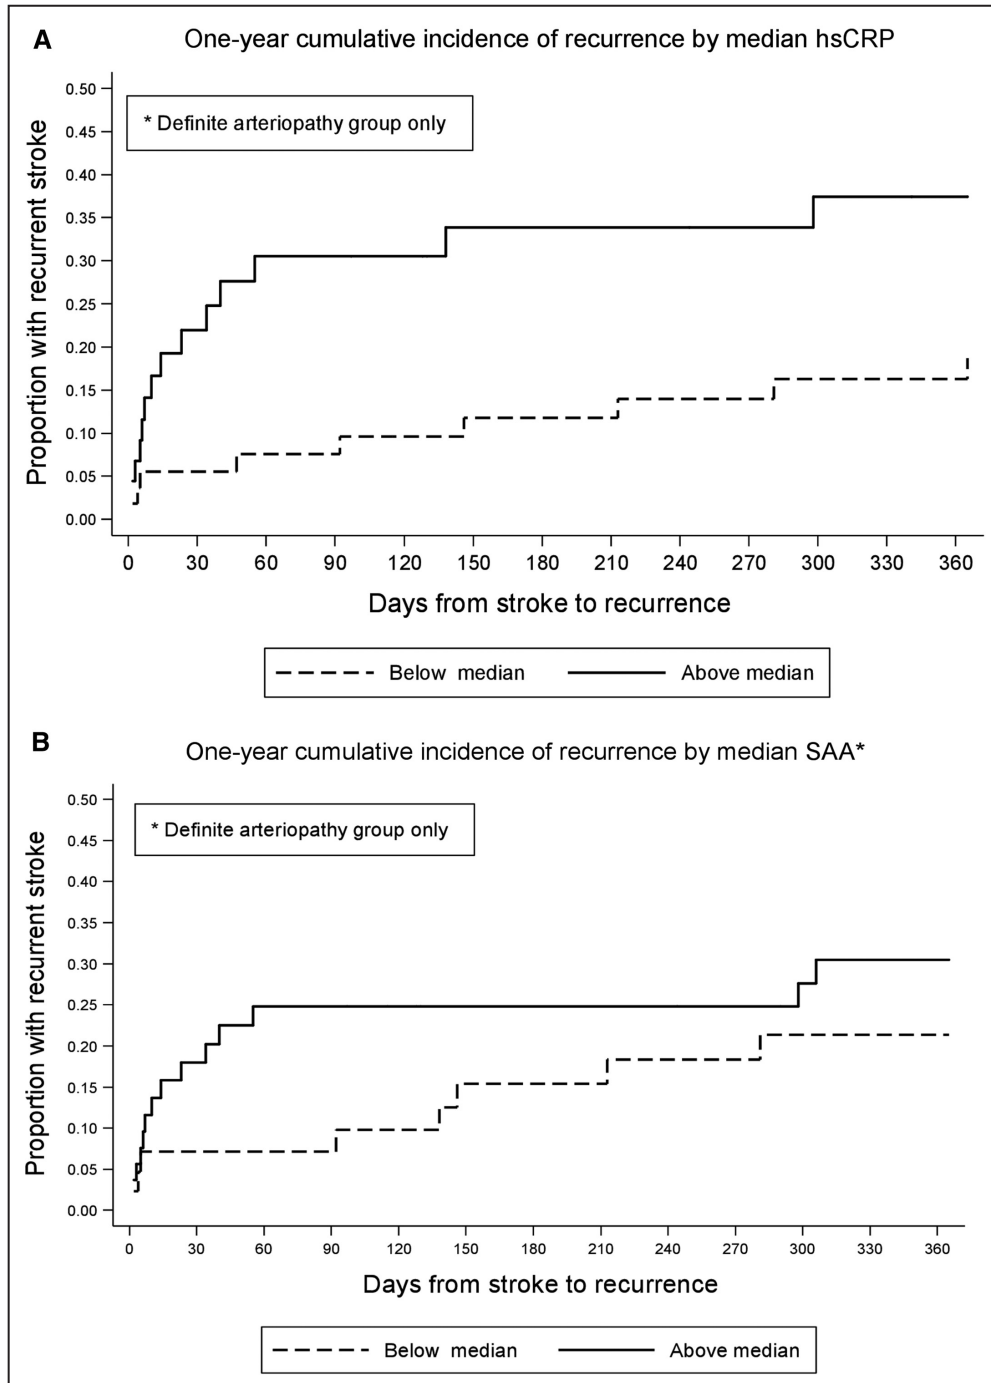 A
One-year cumulative incidence of recurrence by median hsCRP
* Definite arteriopathy group only
Proportion with recurrent stroke
0.50
0.45
0.40
0.35
0.30
0.25
0.20
0.15
0.10
0.05
0.00
0 30 60 90 120 150 180 210 240 270 300 330 360
Days from stroke to recurrence
Below median Above median
B
One-year cumulative incidence of recurrence by median SAA*
* Definite arteriopathy group only
Proportion with recurrent stroke
0.50
0.45
0.40
0.35
0.30
0.25
0.20
0.15
0.10
0.05
0.00
0 30 60 90 120 150 180 210 240 270 300 330 360
Days from stroke to recurrence
Below median Above median